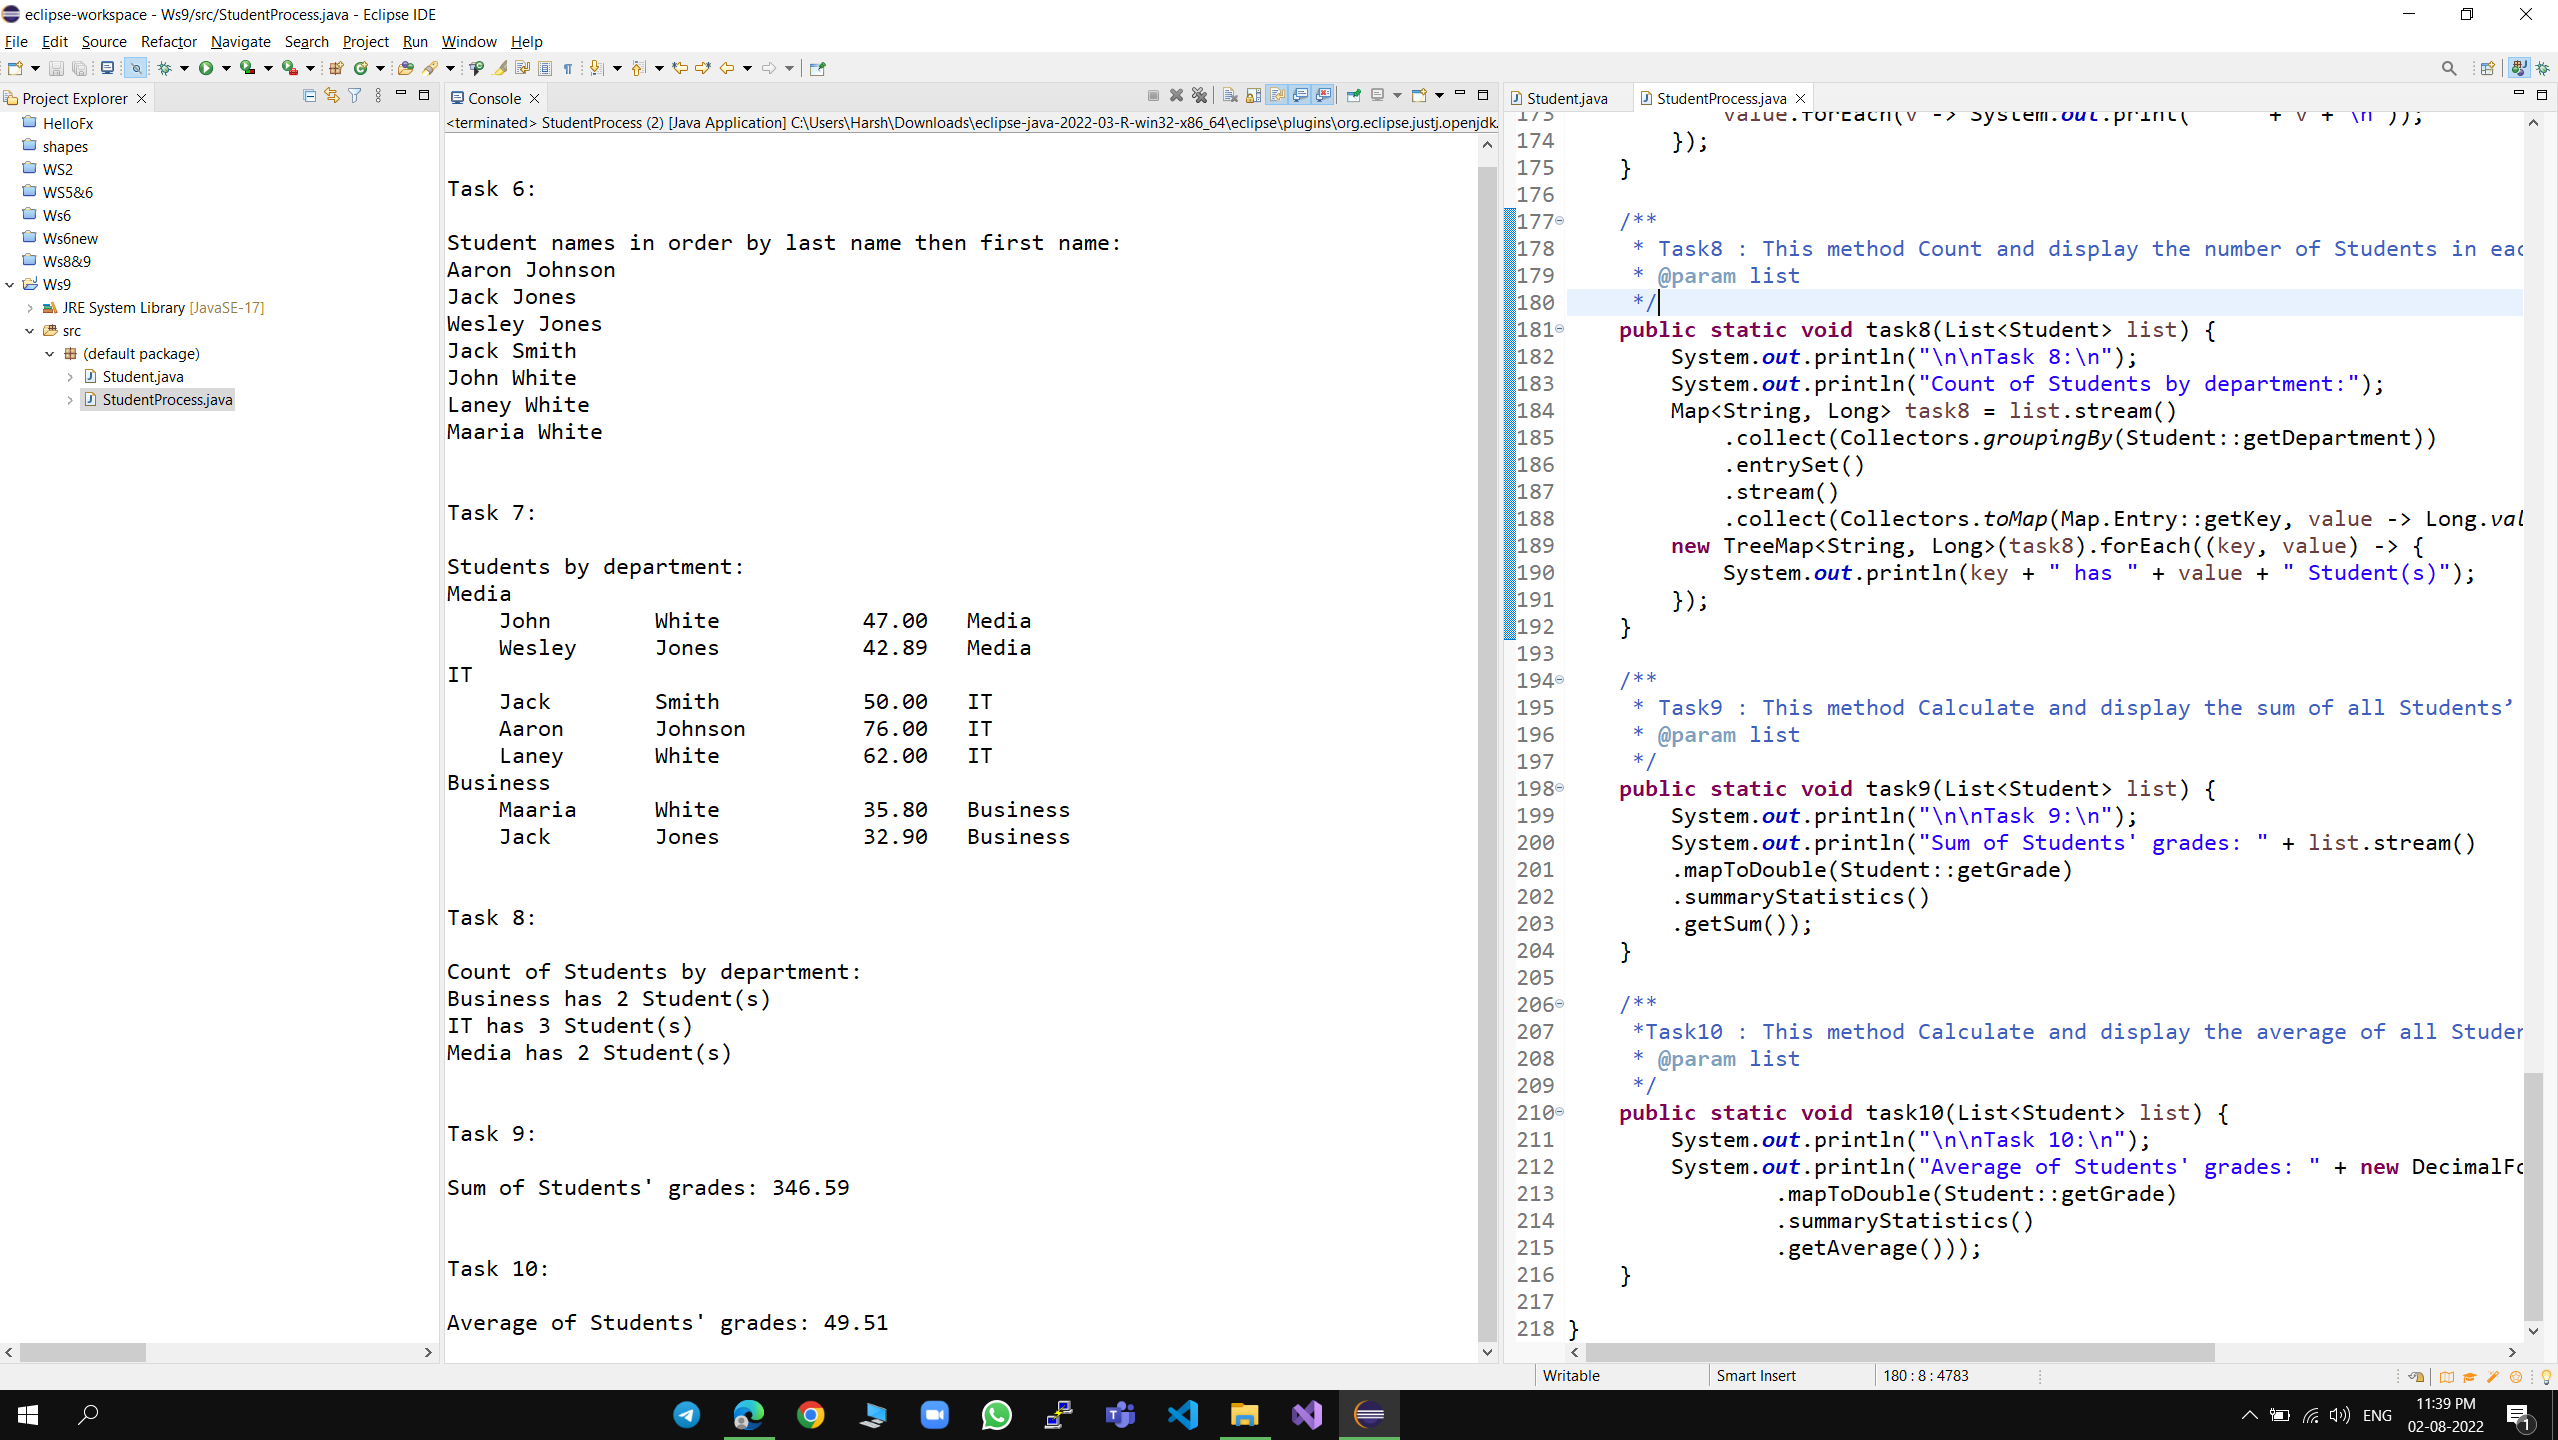 eclipse-workspace - Ws9/src/StudentProcess.java - Eclipse IDE
File Edit Source Refactor Navigate Search Project Run Window Help
Project Explorer
HelloFx
shapes
WS2
WS5&6
Ws6
Ws6new
Ws8&9
Ws9
JRE System Library [JavaSE-17]
src
(default package)
Student.java
StudentProcess.java
Console
<terminated> StudentProcess (2) [Java Application] C:\Users\Harsh\Downloads\eclipse-java-2022-03-R-win32-x86_64\eclipse\plugins\org.eclipse.justj.openjdk.
Task 6:
Student names in order by last name then first name:
Aaron Johnson
Jack Jones
Wesley Jones
Jack Smith
John White
Laney White
Maaria White
Task 7:
Students by department:
Media
John White 47.00 Media
Wesley Jones 42.89 Media
IT
Jack Smith 50.00 IT
Aaron Johnson 76.00 IT
Laney White 62.00 IT
Business
Maaria White 35.80 Business
Jack Jones 32.90 Business
Task 8:
Count of Students by department:
Business has 2 Student(s)
IT has 3 Student(s)
Media has 2 Student(s)
Task 9:
Sum of Students' grades: 346.59
Task 10:
Average of Students' grades: 49.51
Student.java StudentProcess.java
173 value.forEach(v -> System.out.print(" " + v + "\n"));
174 });
175 }
176
177 /**
178 * Task8 : This method Count and display the number of Students in eac
179 * @param list
180 */
181 public static void task8(List<Student> list) {
182 System.out.println("\n\nTask 8:\n");
183 System.out.println("Count of Students by department:");
184 Map<String, Long> task8 = list.stream()
185 .collect(Collectors.groupingBy(Student::getDepartment))
186 .entrySet()
187 .stream()
188 .collect(Collectors.toMap(Map.Entry::getKey, value -> Long.val
189 new TreeMap<String, Long>(task8).forEach((key, value) -> {
190 System.out.println(key + " has " + value + " Student(s)");
191 });
192 }
193
194 /**
195 * Task9 : This method Calculate and display the sum of all Students’
196 * @param list
197 */
198 public static void task9(List<Student> list) {
199 System.out.println("\n\nTask 9:\n");
200 System.out.println("Sum of Students' grades: " + list.stream()
201 .mapToDouble(Student::getGrade)
202 .summaryStatistics()
203 .getSum());
204 }
205
206 /**
207 *Task10 : This method Calculate and display the average of all Studen
208 * @param list
209 */
210 public static void task10(List<Student> list) {
211 System.out.println("\n\nTask 10:\n");
212 System.out.println("Average of Students' grades: " + new DecimalFo
213 .mapToDouble(Student::getGrade)
214 .summaryStatistics()
215 .getAverage()));
216 }
217
218 }
Writable Smart Insert 180 : 8 : 4783
ENG 11:39 PM
02-08-2022
1